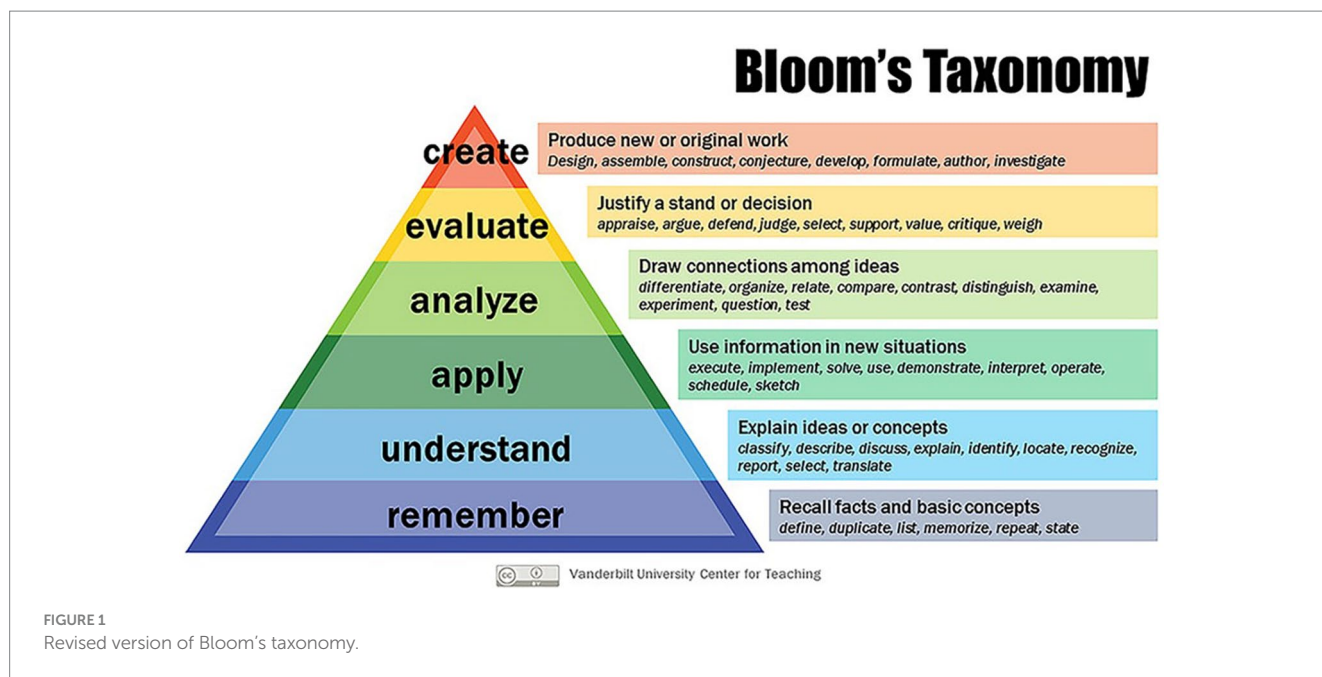 Bloom's Taxonomy
create
Produce new or original work
Design, assemble, construct, conjecture, develop, formulate, author, investigate
evaluate
Justify a stand or decision
appraise, argue, defend, judge, select, support, value, critique, weigh
analyze
Draw connections among ideas
differentiate, organize, relate, compare, contrast, distinguish, examine,
experiment, question, test
apply
Use information in new situations
execute, implement, solve, use, demonstrate, interpret, operate,
schedule, sketch
understand
Explain ideas or concepts
classify, describe, discuss, explain, identify, locate, recognize,
report, select, translate
remember
Recall facts and basic concepts
define, duplicate, list, memorize, repeat, state
cc BY Vanderbilt University Center for Teaching
FIGURE 1
Revised version of Bloom's taxonomy.